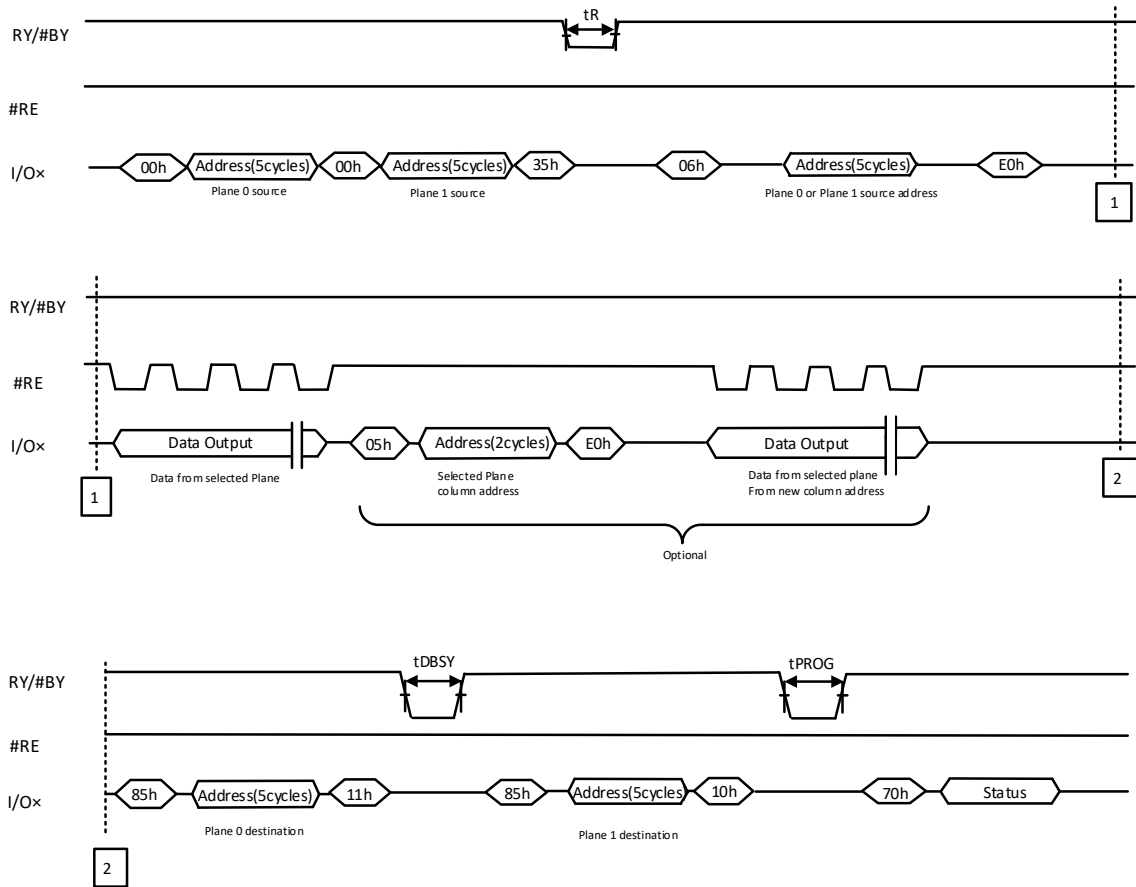 tR
RY/#BY
#RE
I/O×
00h
Address(5cycles)
00h
Address(5cycles)
35h
06h
Address(5cycles)
E0h
Plane 0 source
Plane 1 source
Plane 0 or Plane 1 source address
1
RY/#BY
#RE
I/O×
Data Output
05h
Address(2cycles)
E0h
Data Output
Data from selected Plane
Selected Plane
column address
Data from selected plane
From new column address
1
2
Optional
tDBSY
tPROG
RY/#BY
#RE
I/O×
85h
Address(5cycles)
11h
85h
Address(5cycles
10h
70h
Status
Plane 0 destination
Plane 1 destination
2